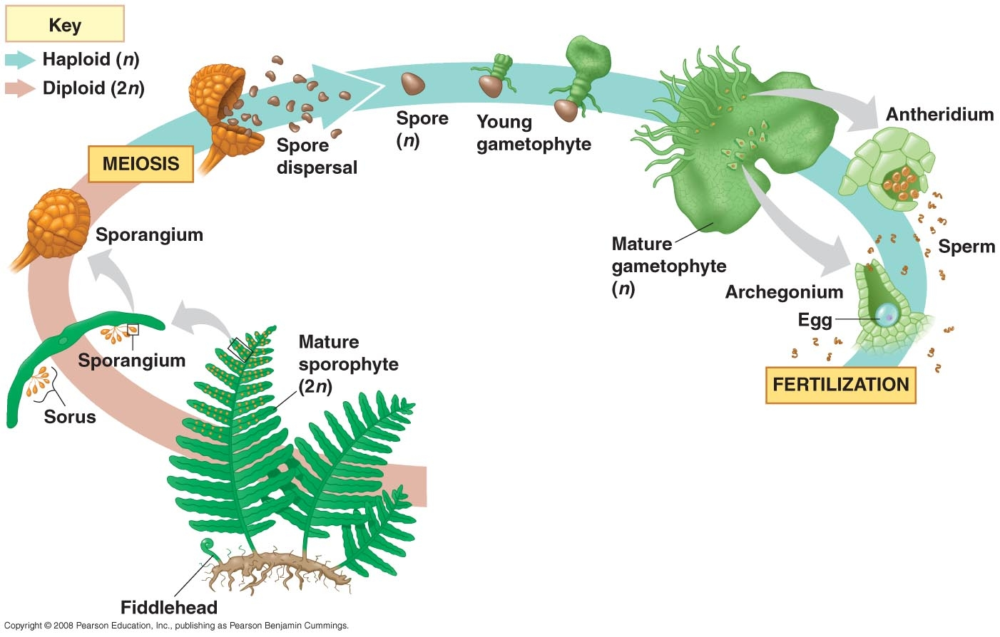 Key
Haploid (n)
Diploid (2n)
MEIOSIS
Spore
dispersal
Spore
(n)
Young
gametophyte
Antheridium
Sporangium
Mature
gametophyte
(n)
Sperm
Archegonium
Egg
Sporangium
Mature
sporophyte
(2n)
FERTILIZATION
Sorus
Fiddlehead
Copyright © 2008 Pearson Education, Inc., publishing as Pearson Benjamin Cummings.